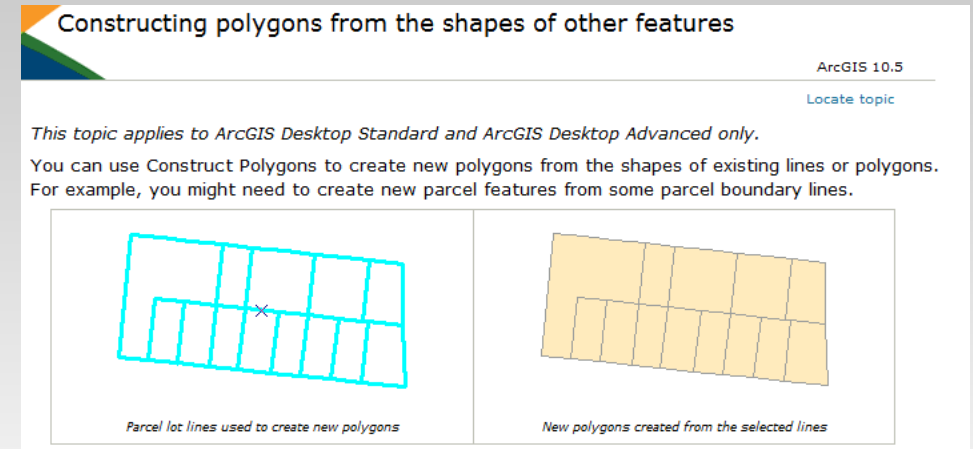 Constructing polygons from the shapes of other features
ArcGIS 10.5
Locate topic
This topic applies to ArcGIS Desktop Standard and ArcGIS Desktop Advanced only.
You can use Construct Polygons to create new polygons from the shapes of existing lines or polygons.
For example, you might need to create new parcel features from some parcel boundary lines.
Parcel lot lines used to create new polygons
New polygons created from the selected lines